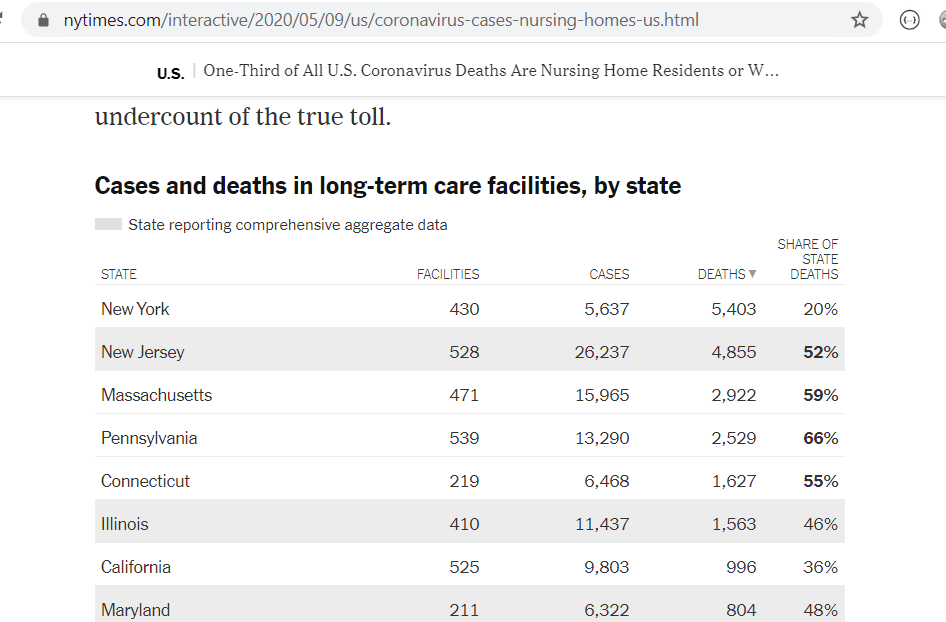 nytimes.com/interactive/2020/05/09/us/coronavirus-cases-nursing-homes-us.html
U.S. One-Third of All U.S. Coronavirus Deaths Are Nursing Home Residents or W…
undercount of the true toll.
Cases and deaths in long-term care facilities, by state
State reporting comprehensive aggregate data
STATE FACILITIES CASES DEATHS▼ SHARE OF STATE DEATHS
New York 430 5,637 5,403 20%
New Jersey 528 26,237 4,855 52%
Massachusetts 471 15,965 2,922 59%
Pennsylvania 539 13,290 2,529 66%
Connecticut 219 6,468 1,627 55%
Illinois 410 11,437 1,563 46%
California 525 9,803 996 36%
Maryland 211 6,322 804 48%